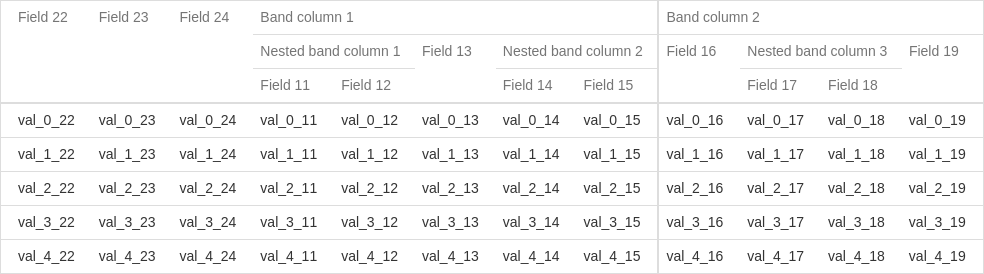 Field 22 Field 23 Field 24 Band column 1 Band column 2
Nested band column 1 Field 13 Nested band column 2 Field 16 Nested band column 3 Field 19
Field 11 Field 12 Field 14 Field 15 Field 17 Field 18
val_0_22 val_0_23 val_0_24 val_0_11 val_0_12 val_0_13 val_0_14 val_0_15 val_0_16 val_0_17 val_0_18 val_0_19
val_1_22 val_1_23 val_1_24 val_1_11 val_1_12 val_1_13 val_1_14 val_1_15 val_1_16 val_1_17 val_1_18 val_1_19
val_2_22 val_2_23 val_2_24 val_2_11 val_2_12 val_2_13 val_2_14 val_2_15 val_2_16 val_2_17 val_2_18 val_2_19
val_3_22 val_3_23 val_3_24 val_3_11 val_3_12 val_3_13 val_3_14 val_3_15 val_3_16 val_3_17 val_3_18 val_3_19
val_4_22 val_4_23 val_4_24 val_4_11 val_4_12 val_4_13 val_4_14 val_4_15 val_4_16 val_4_17 val_4_18 val_4_19